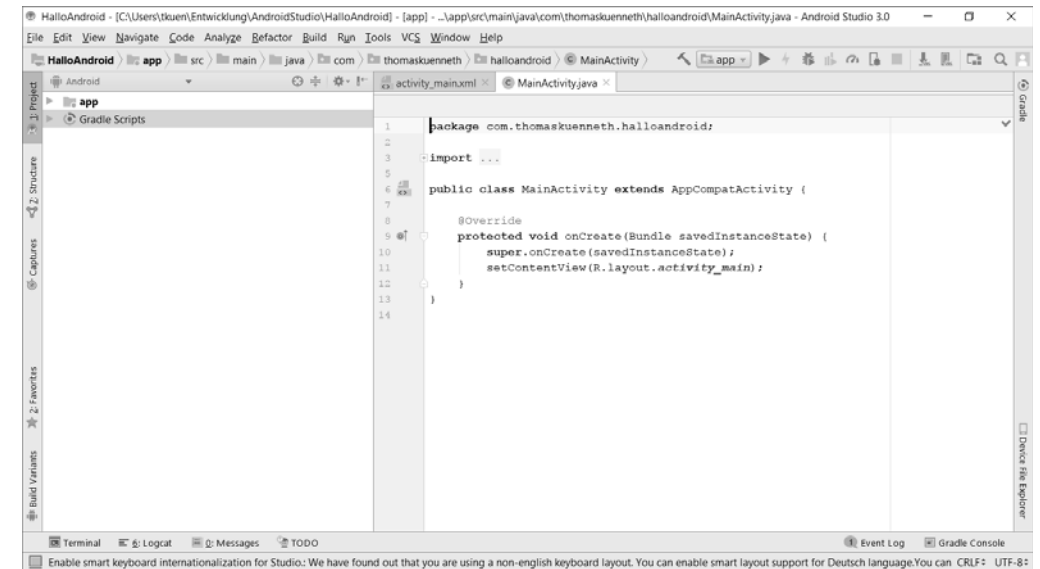 HalloAndroid - [C:\Users\tkuen\Entwicklung\AndroidStudio\HalloAndroid] - [app] - ...\app\src\main\java\com\thomaskuenneth\halloandroid\MainActivity.java - Android Studio 3.0
File Edit View Navigate Code Analyze Refactor Build Run Tools VCS Window Help
HalloAndroid app src main java com thomaskuenneth halloandroid MainActivity app
Android
activity_main.xml MainActivity.java
1: Project
2: Structure
Captures
2: Favorites
Build Variants
app
Gradle Scripts
1 package com.thomaskuenneth.halloandroid;
2
3 import ...
5
6 public class MainActivity extends AppCompatActivity {
7
8 @Override
9 protected void onCreate(Bundle savedInstanceState) {
10 super.onCreate(savedInstanceState);
11 setContentView(R.layout.activity_main);
12 }
13 }
14
Gradle
Device File Explorer
Terminal 6: Logcat 0: Messages TODO 1 Event Log Gradle Console
Enable smart keyboard internationalization for Studio.: We have found out that you are using a non-english keyboard layout. You can enable smart layout support for Deutsch language.You can CRLF UTF-8